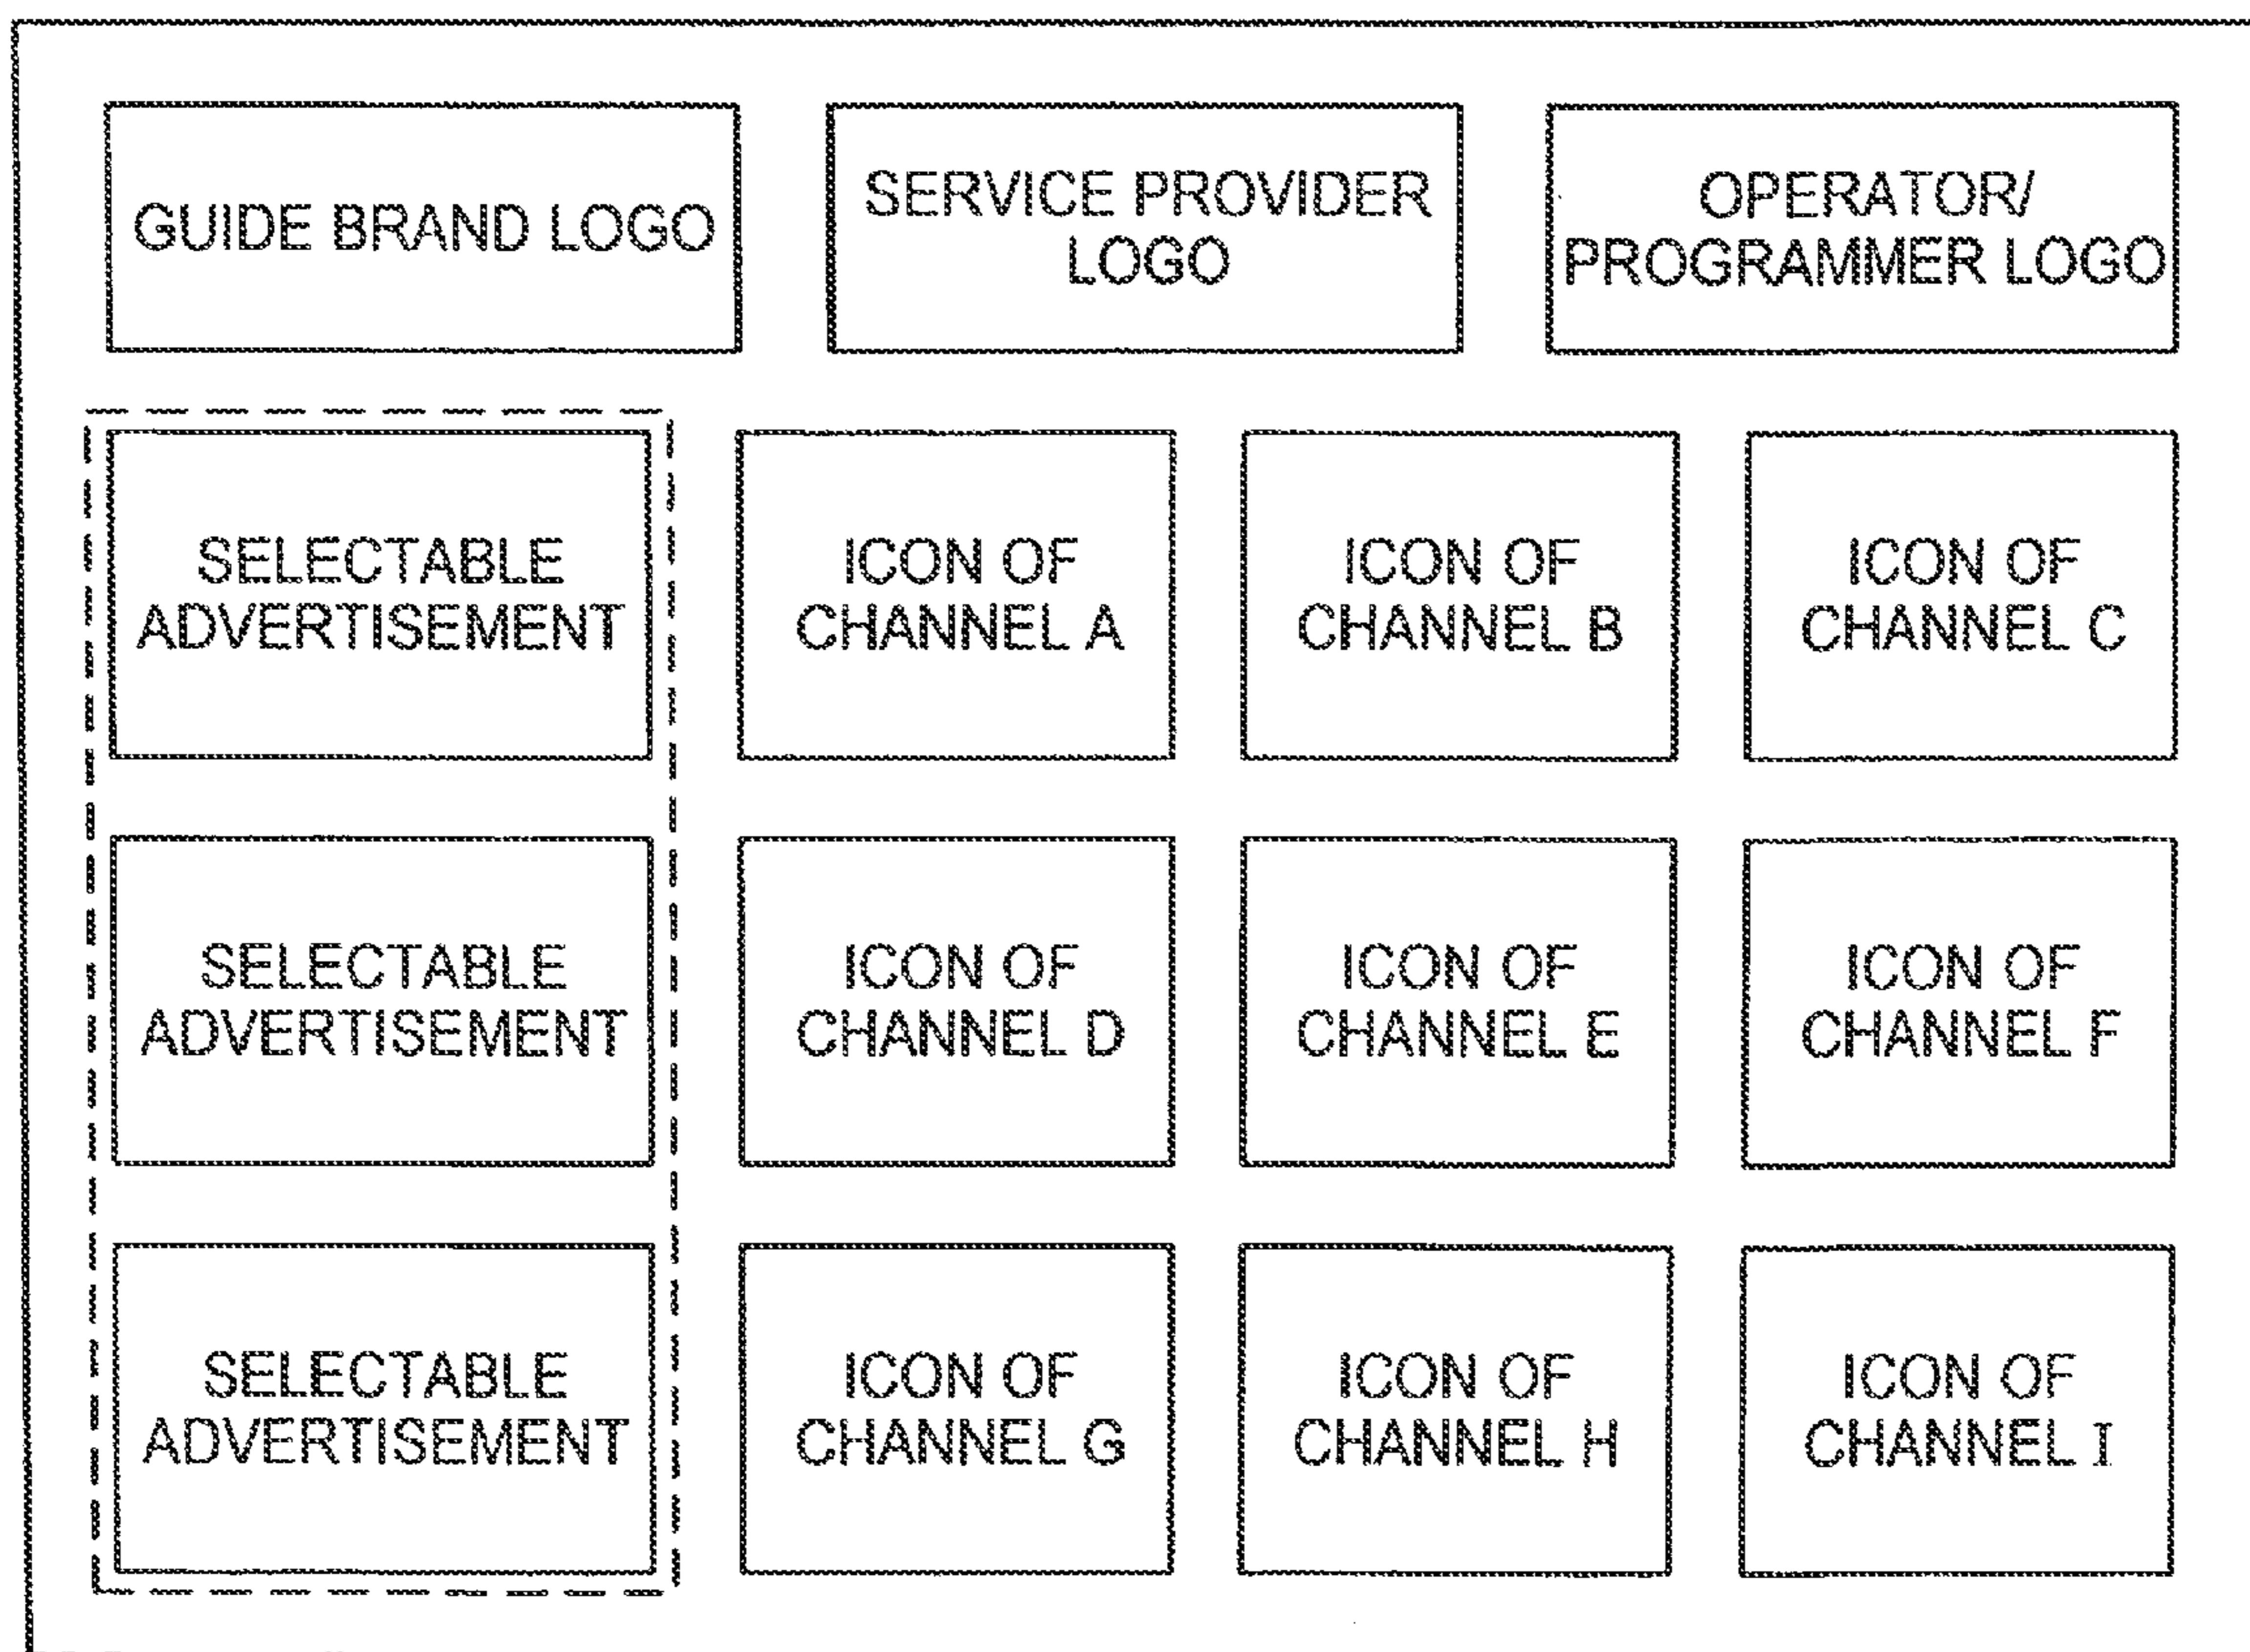 GUIDE BRAND LOGO
SERVICE PROVIDER
LOGO
OPERATOR/
PROGRAMMER LOGO
SELECTABLE
ADVERTISEMENT
ICON OF
CHANNEL A
ICON OF
CHANNEL B
ICON OF
CHANNEL C
SELECTABLE
ADVERTISEMENT
ICON OF
CHANNEL D
ICON OF
CHANNEL E
ICON OF
CHANNEL F
SELECTABLE
ADVERTISEMENT
ICON OF
CHANNEL G
ICON OF
CHANNEL H
ICON OF
CHANNEL I